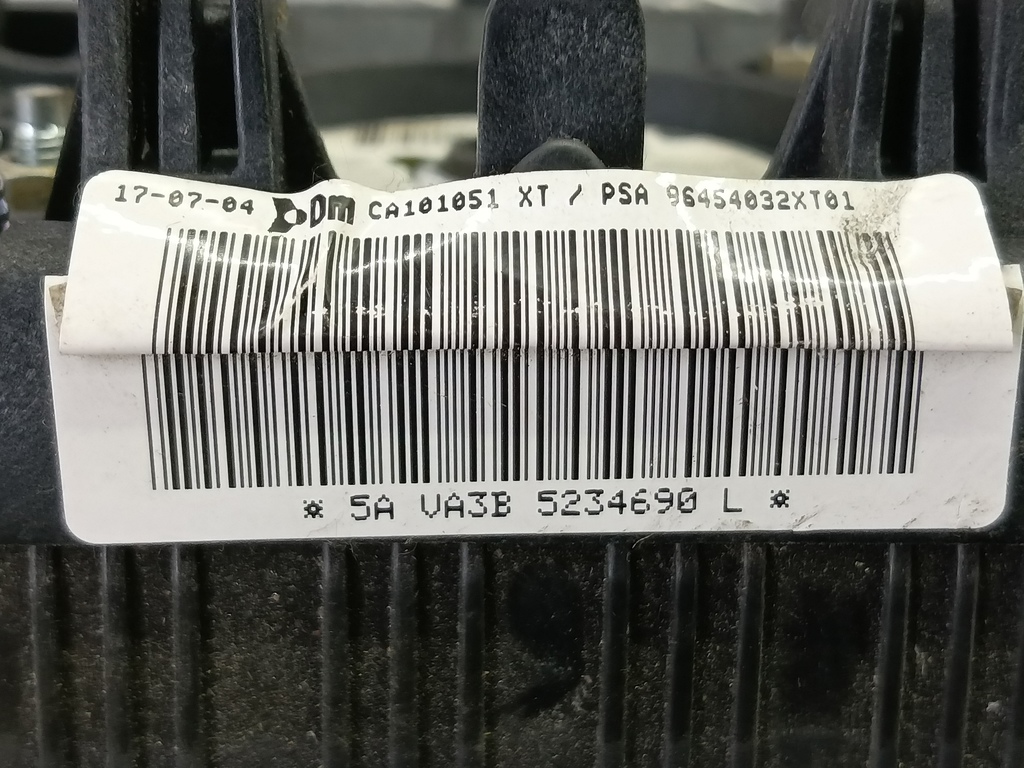 17-07-04 Dm CA101051 XT / PSA 96454032XT01
* 5A VA3B 5234690 L *